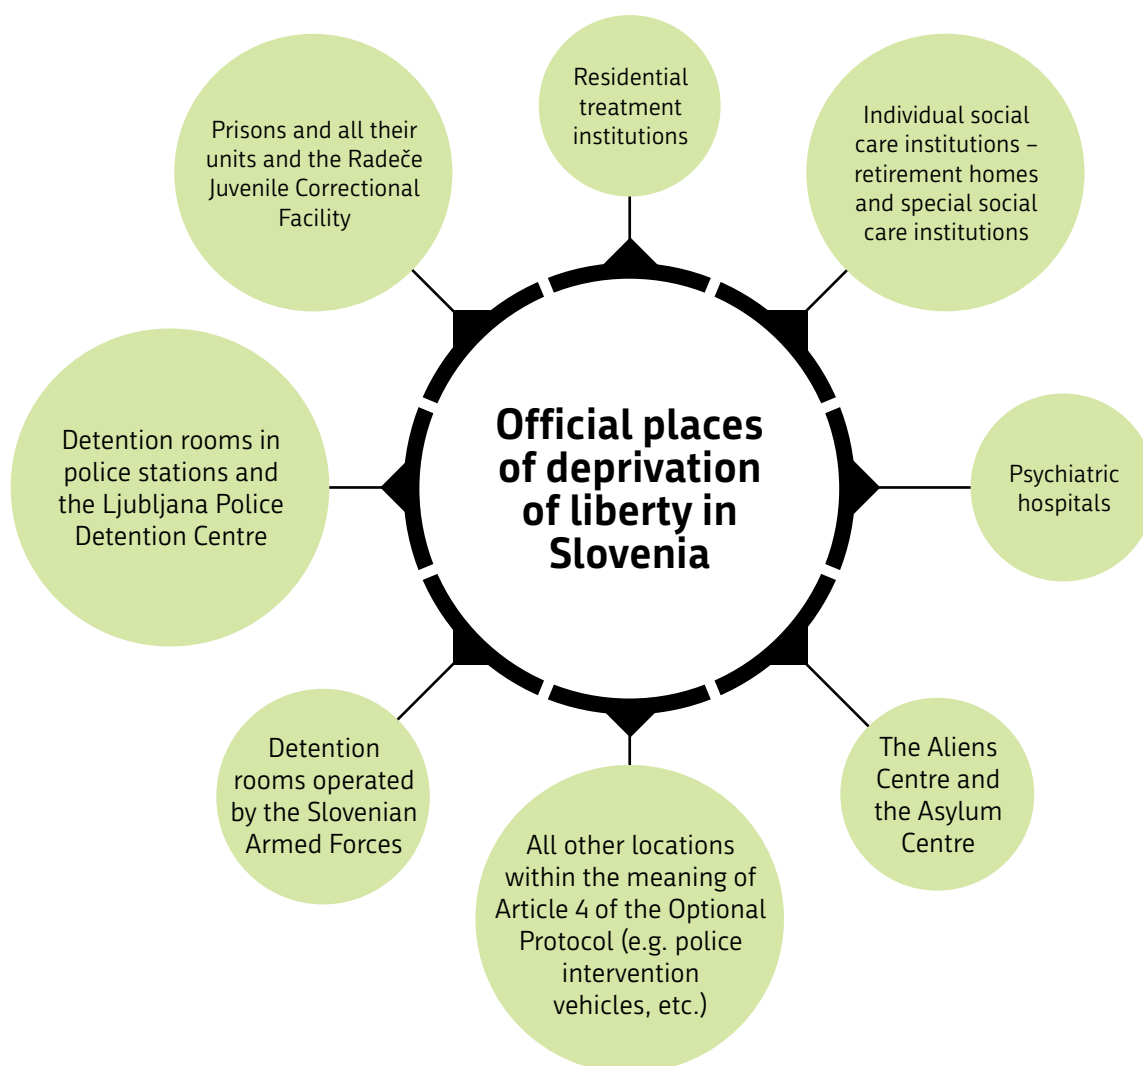 Residential
treatment
institutions
Prisons and all their
units and the Radeče
Juvenile Correctional
Facility
Individual social
care institutions –
retirement homes
and special social
care institutions
Detention rooms in
police stations and
the Ljubljana Police
Detention Centre
Official places
of deprivation
of liberty in
Slovenia
Psychiatric
hospitals
Detention
rooms operated
by the Slovenian
Armed Forces
The Aliens
Centre and
the Asylum
Centre
All other locations
within the meaning of
Article 4 of the Optional
Protocol (e.g. police
intervention
vehicles, etc.)